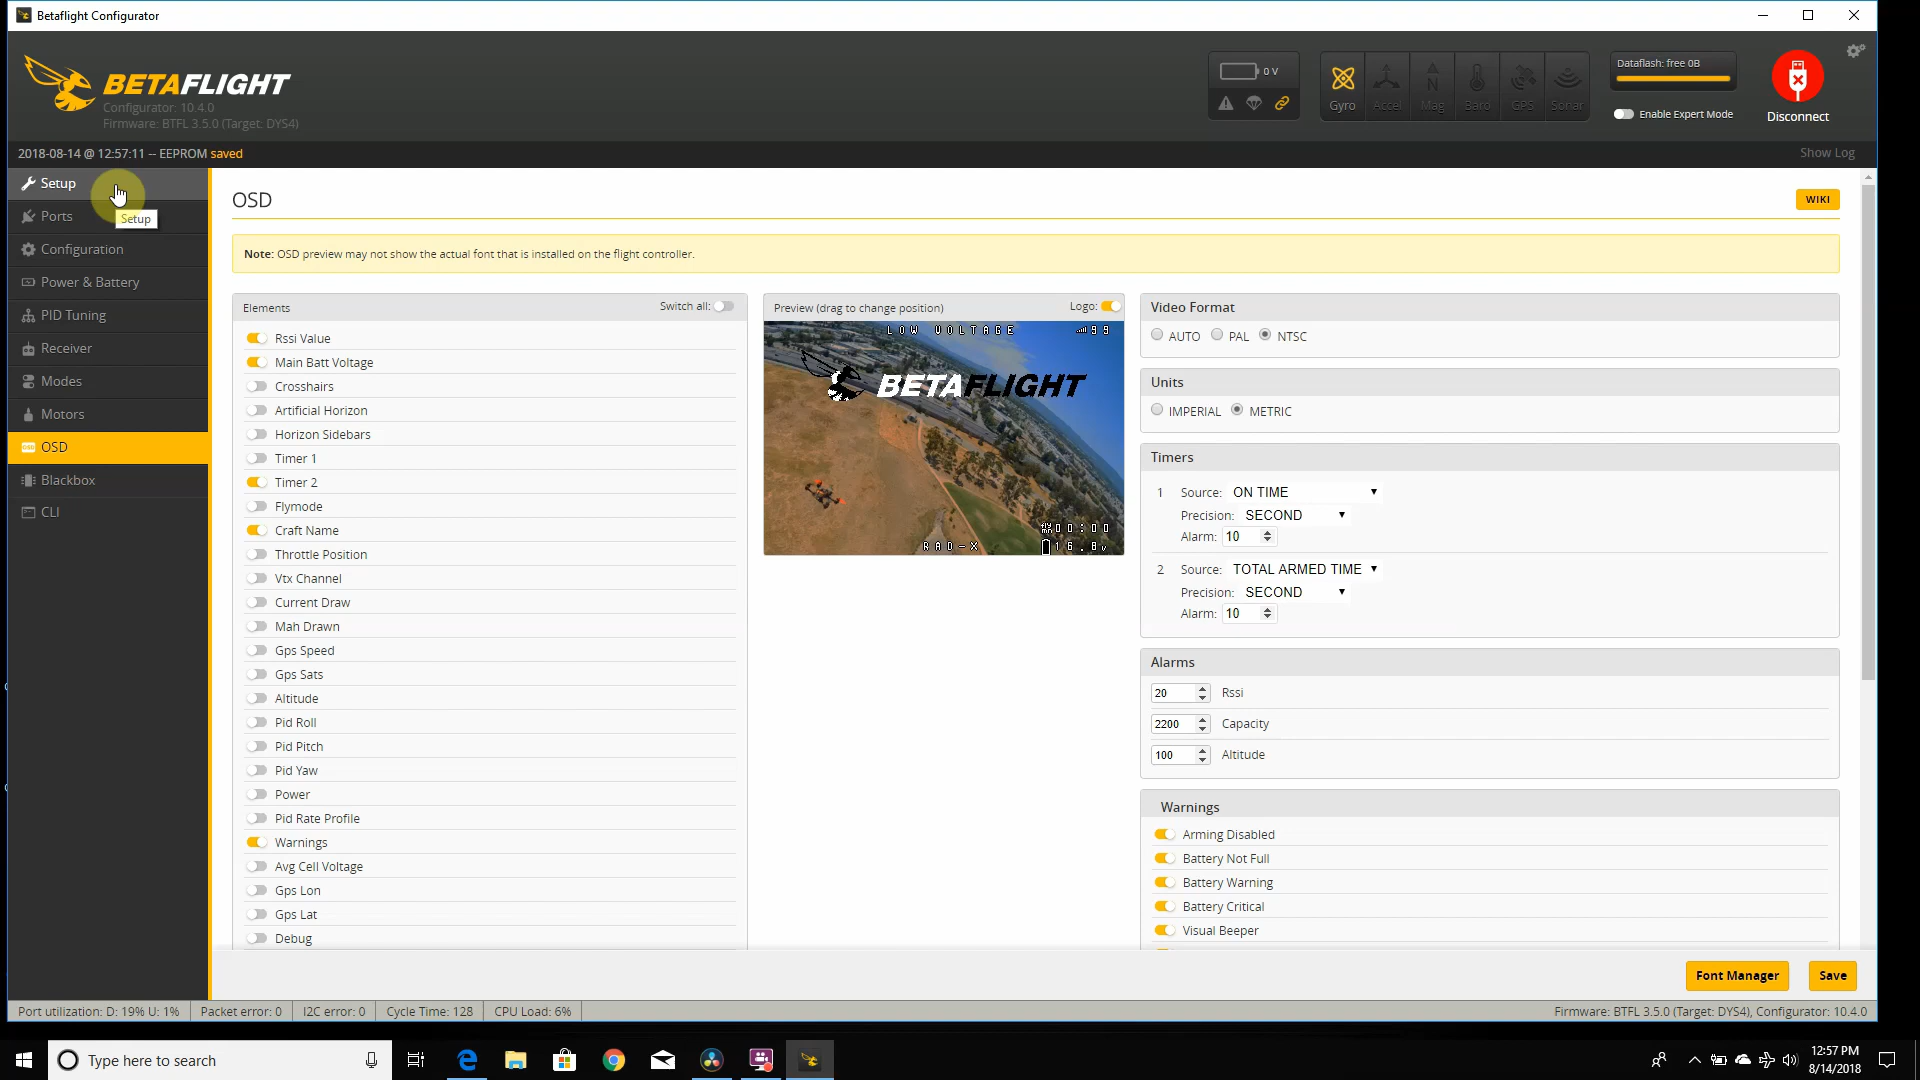 Betaflight Configurator
BETAFLIGHT
Configurator: 10.4.0
Firmware: BTFL 3.5.0 (Target: DYS4)
0 V
Gyro Accel Mag Baro GPS Sonar
Dataflash: free 0B
Enable Expert Mode
Disconnect
2018-08-14 @ 12:57:11 -- EEPROM saved
Show Log
Setup
Setup
Ports
Configuration
Power & Battery
PID Tuning
Receiver
Modes
Motors
OSD
Blackbox
CLI
OSD
WIKI
Note: OSD preview may not show the actual font that is installed on the flight controller.
Elements
Switch all:
Rssi Value
Main Batt Voltage
Crosshairs
Artificial Horizon
Horizon Sidebars
Timer 1
Timer 2
Flymode
Craft Name
Throttle Position
Vtx Channel
Current Draw
Mah Drawn
Gps Speed
Gps Sats
Altitude
Pid Roll
Pid Pitch
Pid Yaw
Power
Pid Rate Profile
Warnings
Avg Cell Voltage
Gps Lon
Gps Lat
Debug
Preview (drag to change position)
Logo:
LOW VOLTAGE
99
BETAFLIGHT
00:00
RAD-X
16.8v
Video Format
AUTO PAL NTSC
Units
IMPERIAL METRIC
Timers
1 Source: ON TIME
Precision: SECOND
Alarm: 10
2 Source: TOTAL ARMED TIME
Precision: SECOND
Alarm: 10
Alarms
20 Rssi
2200 Capacity
100 Altitude
Warnings
Arming Disabled
Battery Not Full
Battery Warning
Battery Critical
Visual Beeper
Font Manager
Save
Port utilization: D: 19% U: 1%
Packet error: 0
I2C error: 0
Cycle Time: 128
CPU Load: 6%
Firmware: BTFL 3.5.0 (Target: DYS4), Configurator: 10.4.0
Type here to search
12:57 PM
8/14/2018